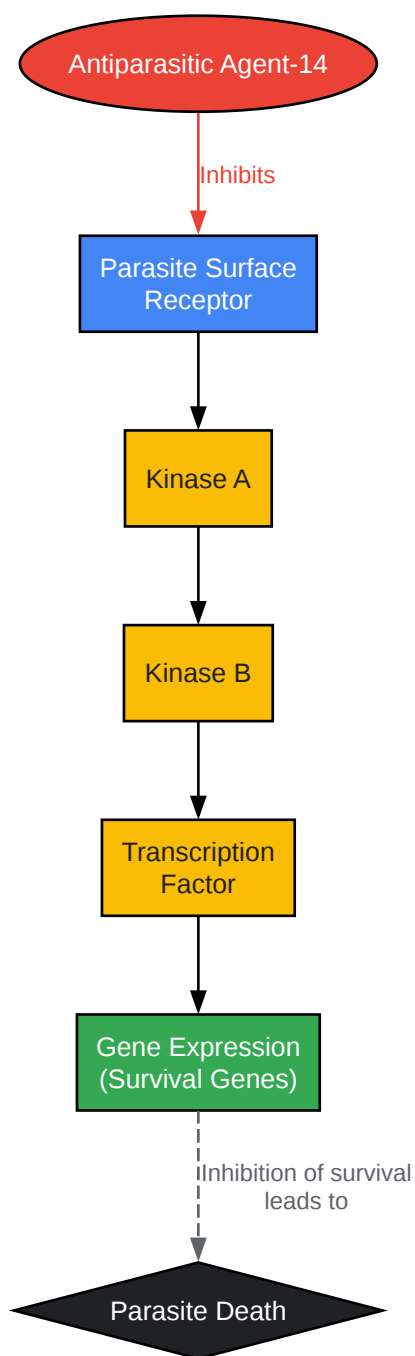 Antiparasitic Agent-14
Inhibits
Parasite Surface
Receptor
Kinase A
Kinase B
Transcription
Factor
Gene Expression
(Survival Genes)
Inhibition of survival
leads to
Parasite Death